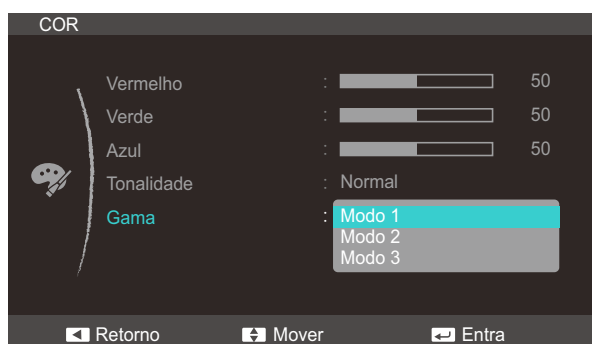 COR
Vermelho : 50
Verde : 50
Azul : 50
Tonalidade : Normal
Gama : Modo 1
Modo 2
Modo 3
Retorno Mover Entra